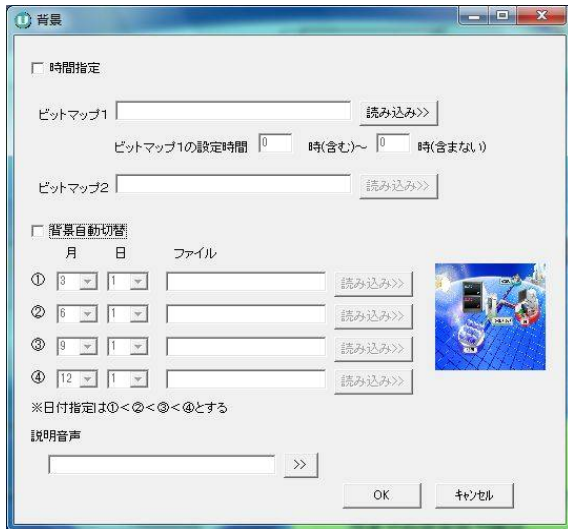 背景
時間指定
ビットマップ1 読み込み>>
ビットマップ1の設定時間 0 時(含む)~ 0 時(含まない)
ビットマップ2 読み込み>>
背景自動切替
月 日 ファイル
① 3 1 読み込み>>
② 6 1 読み込み>>
③ 9 1 読み込み>>
④ 12 1 読み込み>>
※日付指定は①<②<③<④とする
説明音声
>>
OK キャンセル